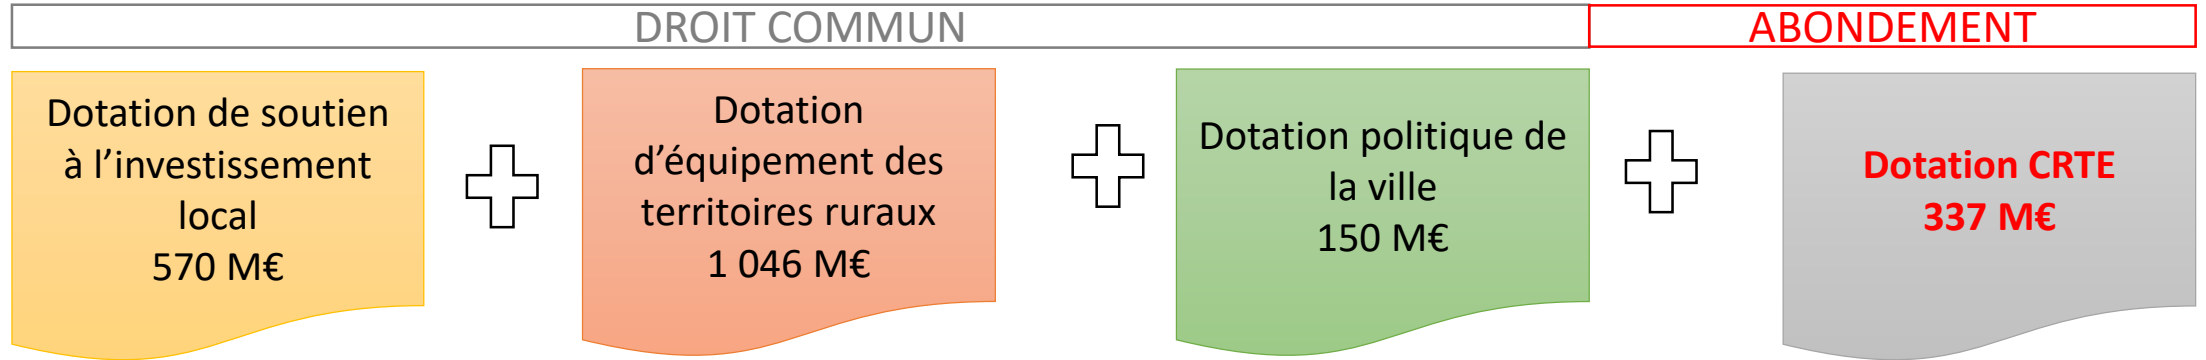 DROIT COMMUN
ABONDEMENT
Dotation de soutien
à l’investissement
local
570 M€
Dotation
d’équipement des
territoires ruraux
1 046 M€
Dotation politique de
la ville
150 M€
Dotation CRTE
337 M€